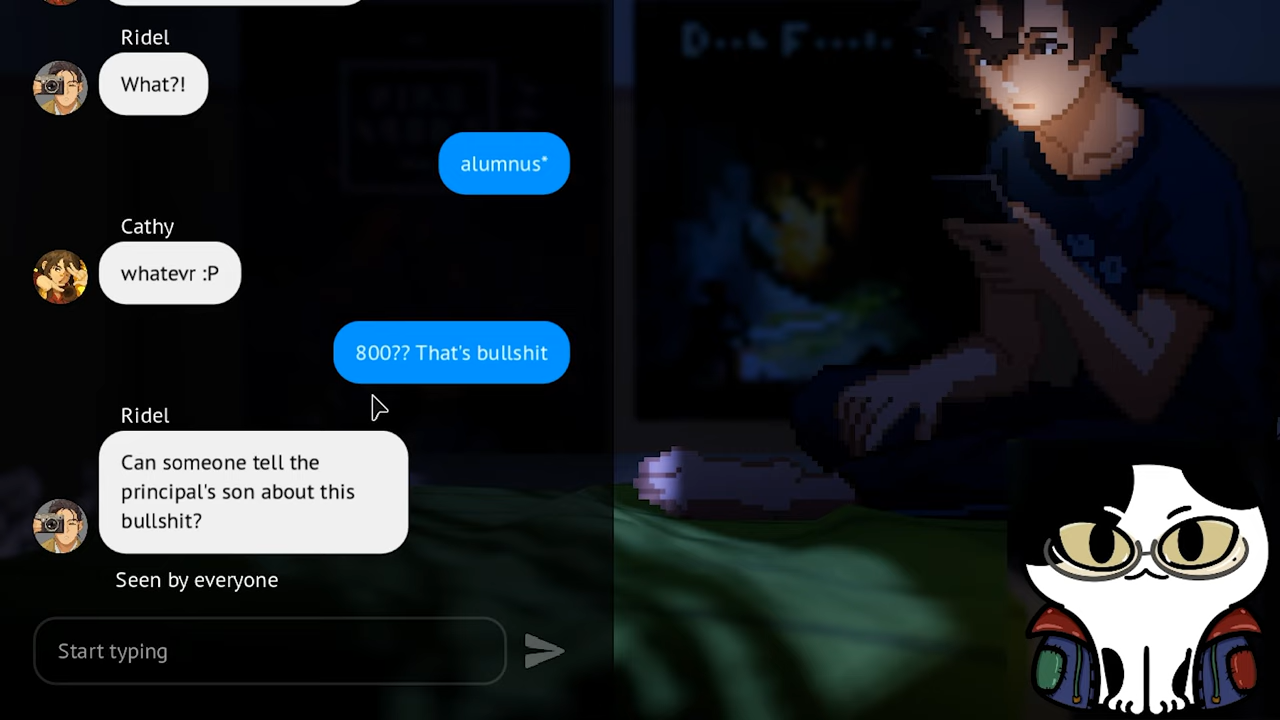 Ridel
What?!
alumnus*
Cathy
whatevr :P
800?? That's bullshit
Ridel
Can someone tell the
principal's son about this
bullshit?
Seen by everyone
Start typing